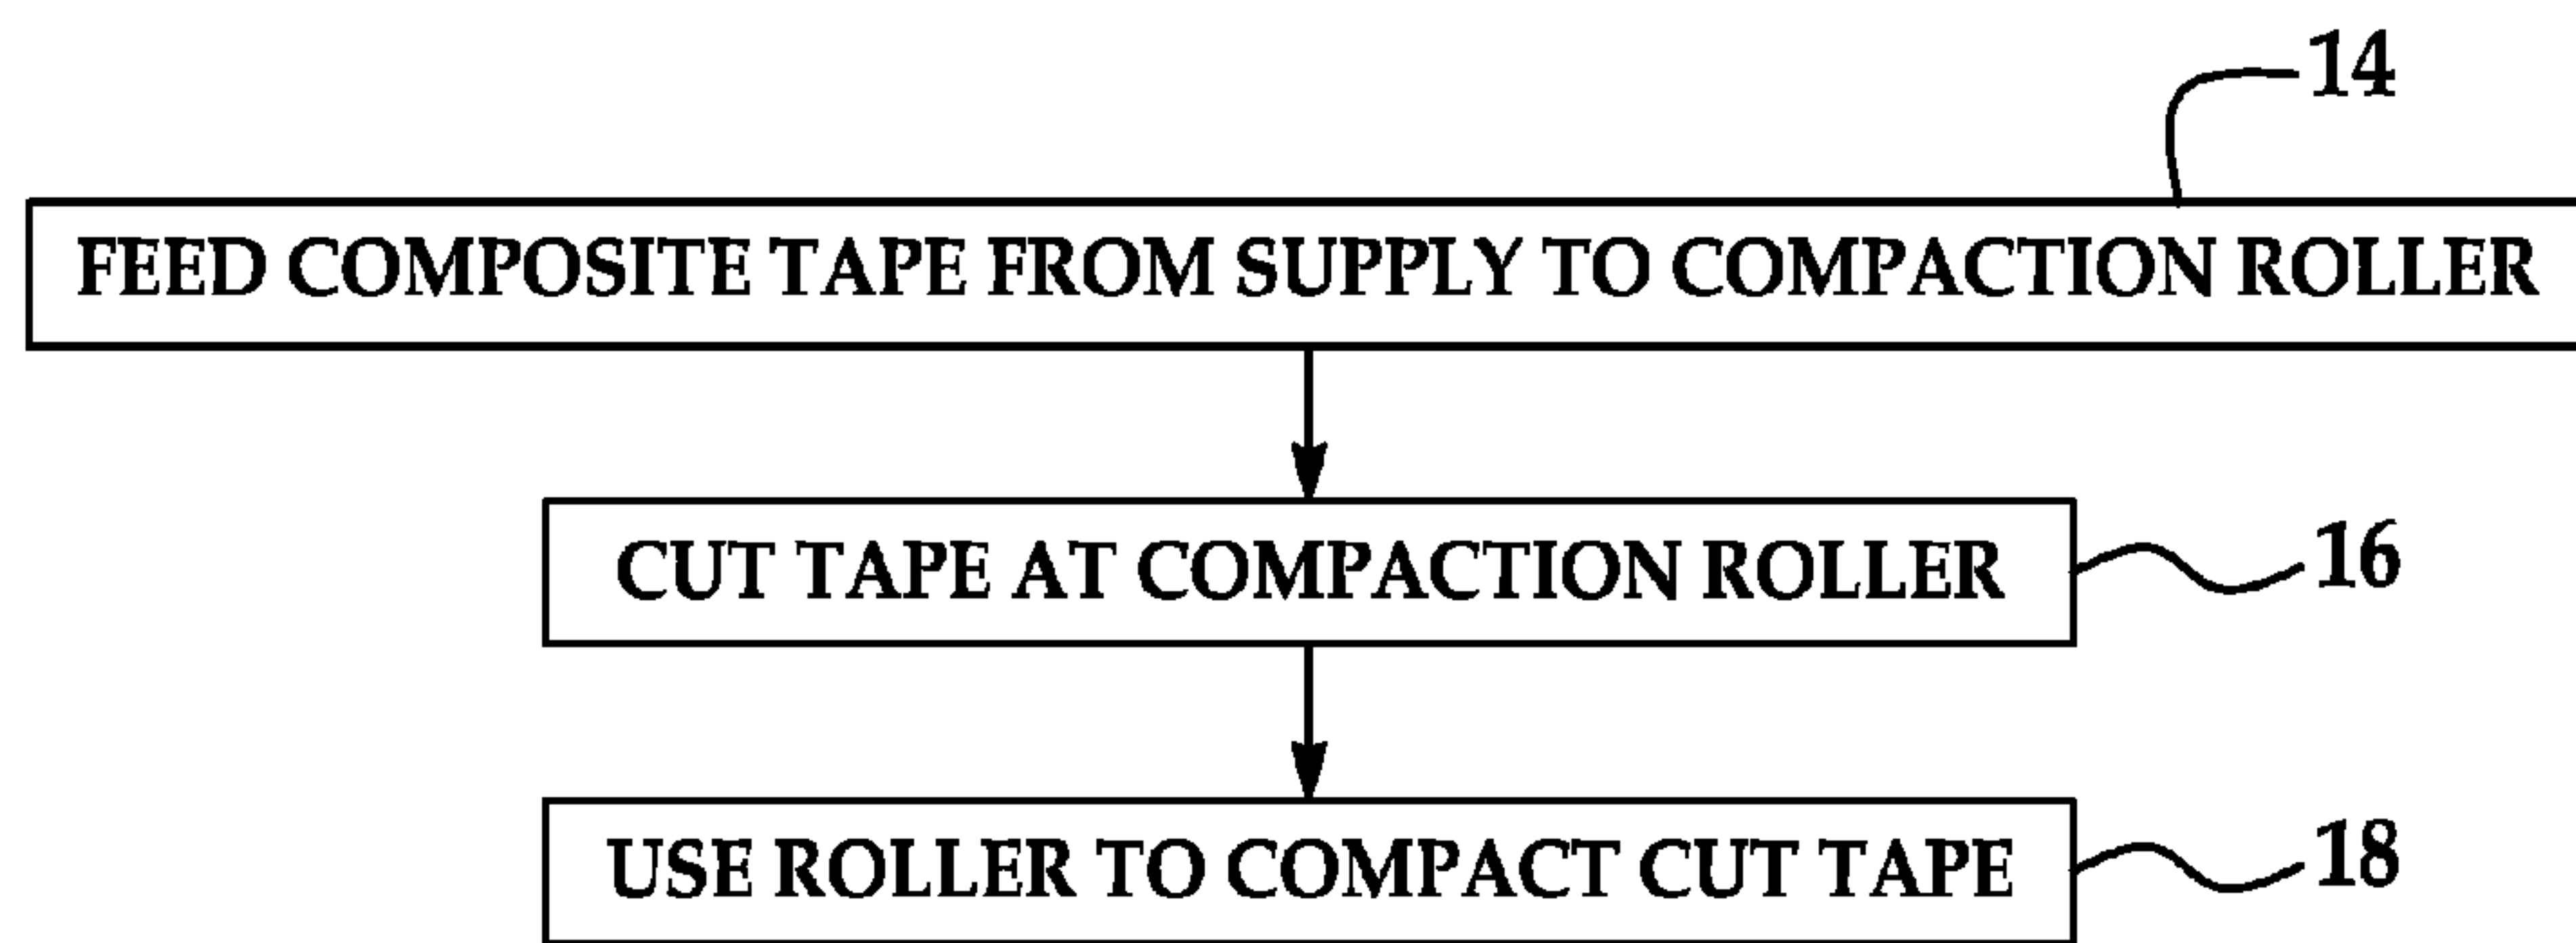 14
FEED COMPOSITE TAPE FROM SUPPLY TO COMPACTION ROLLER
CUT TAPE AT COMPACTION ROLLER
16
USE ROLLER TO COMPACT CUT TAPE
18